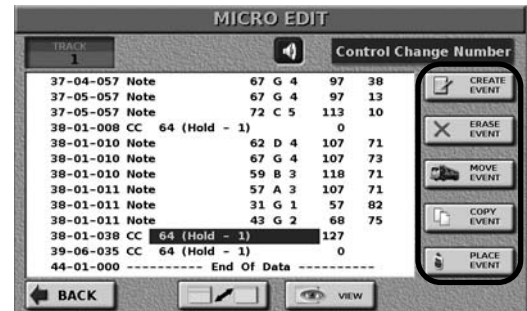 MICRO EDIT
TRACK
1
Control Change Number
37-04-057 Note 67 G 4 97 38
37-05-057 Note 67 G 4 97 13
37-05-057 Note 72 C 5 113 10
38-01-008 CC 64 (Hold - 1) 0
38-01-010 Note 62 D 4 107 71
38-01-010 Note 67 G 4 107 73
38-01-010 Note 59 B 3 118 71
38-01-011 Note 57 A 3 107 71
38-01-011 Note 31 G 1 57 82
38-01-011 Note 43 G 2 68 75
38-01-038 CC 64 (Hold - 1) 127
39-06-035 CC 64 (Hold - 1) 0
44-01-000 ---------- End Of Data ----------
CREATE
EVENT
ERASE
EVENT
MOVE
EVENT
COPY
EVENT
PLACE
EVENT
BACK
VIEW